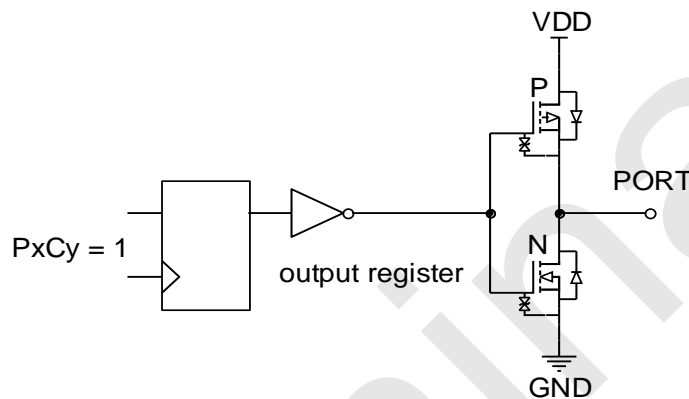 VDD
P
PORT
PxCy = 1
N
output register
GND